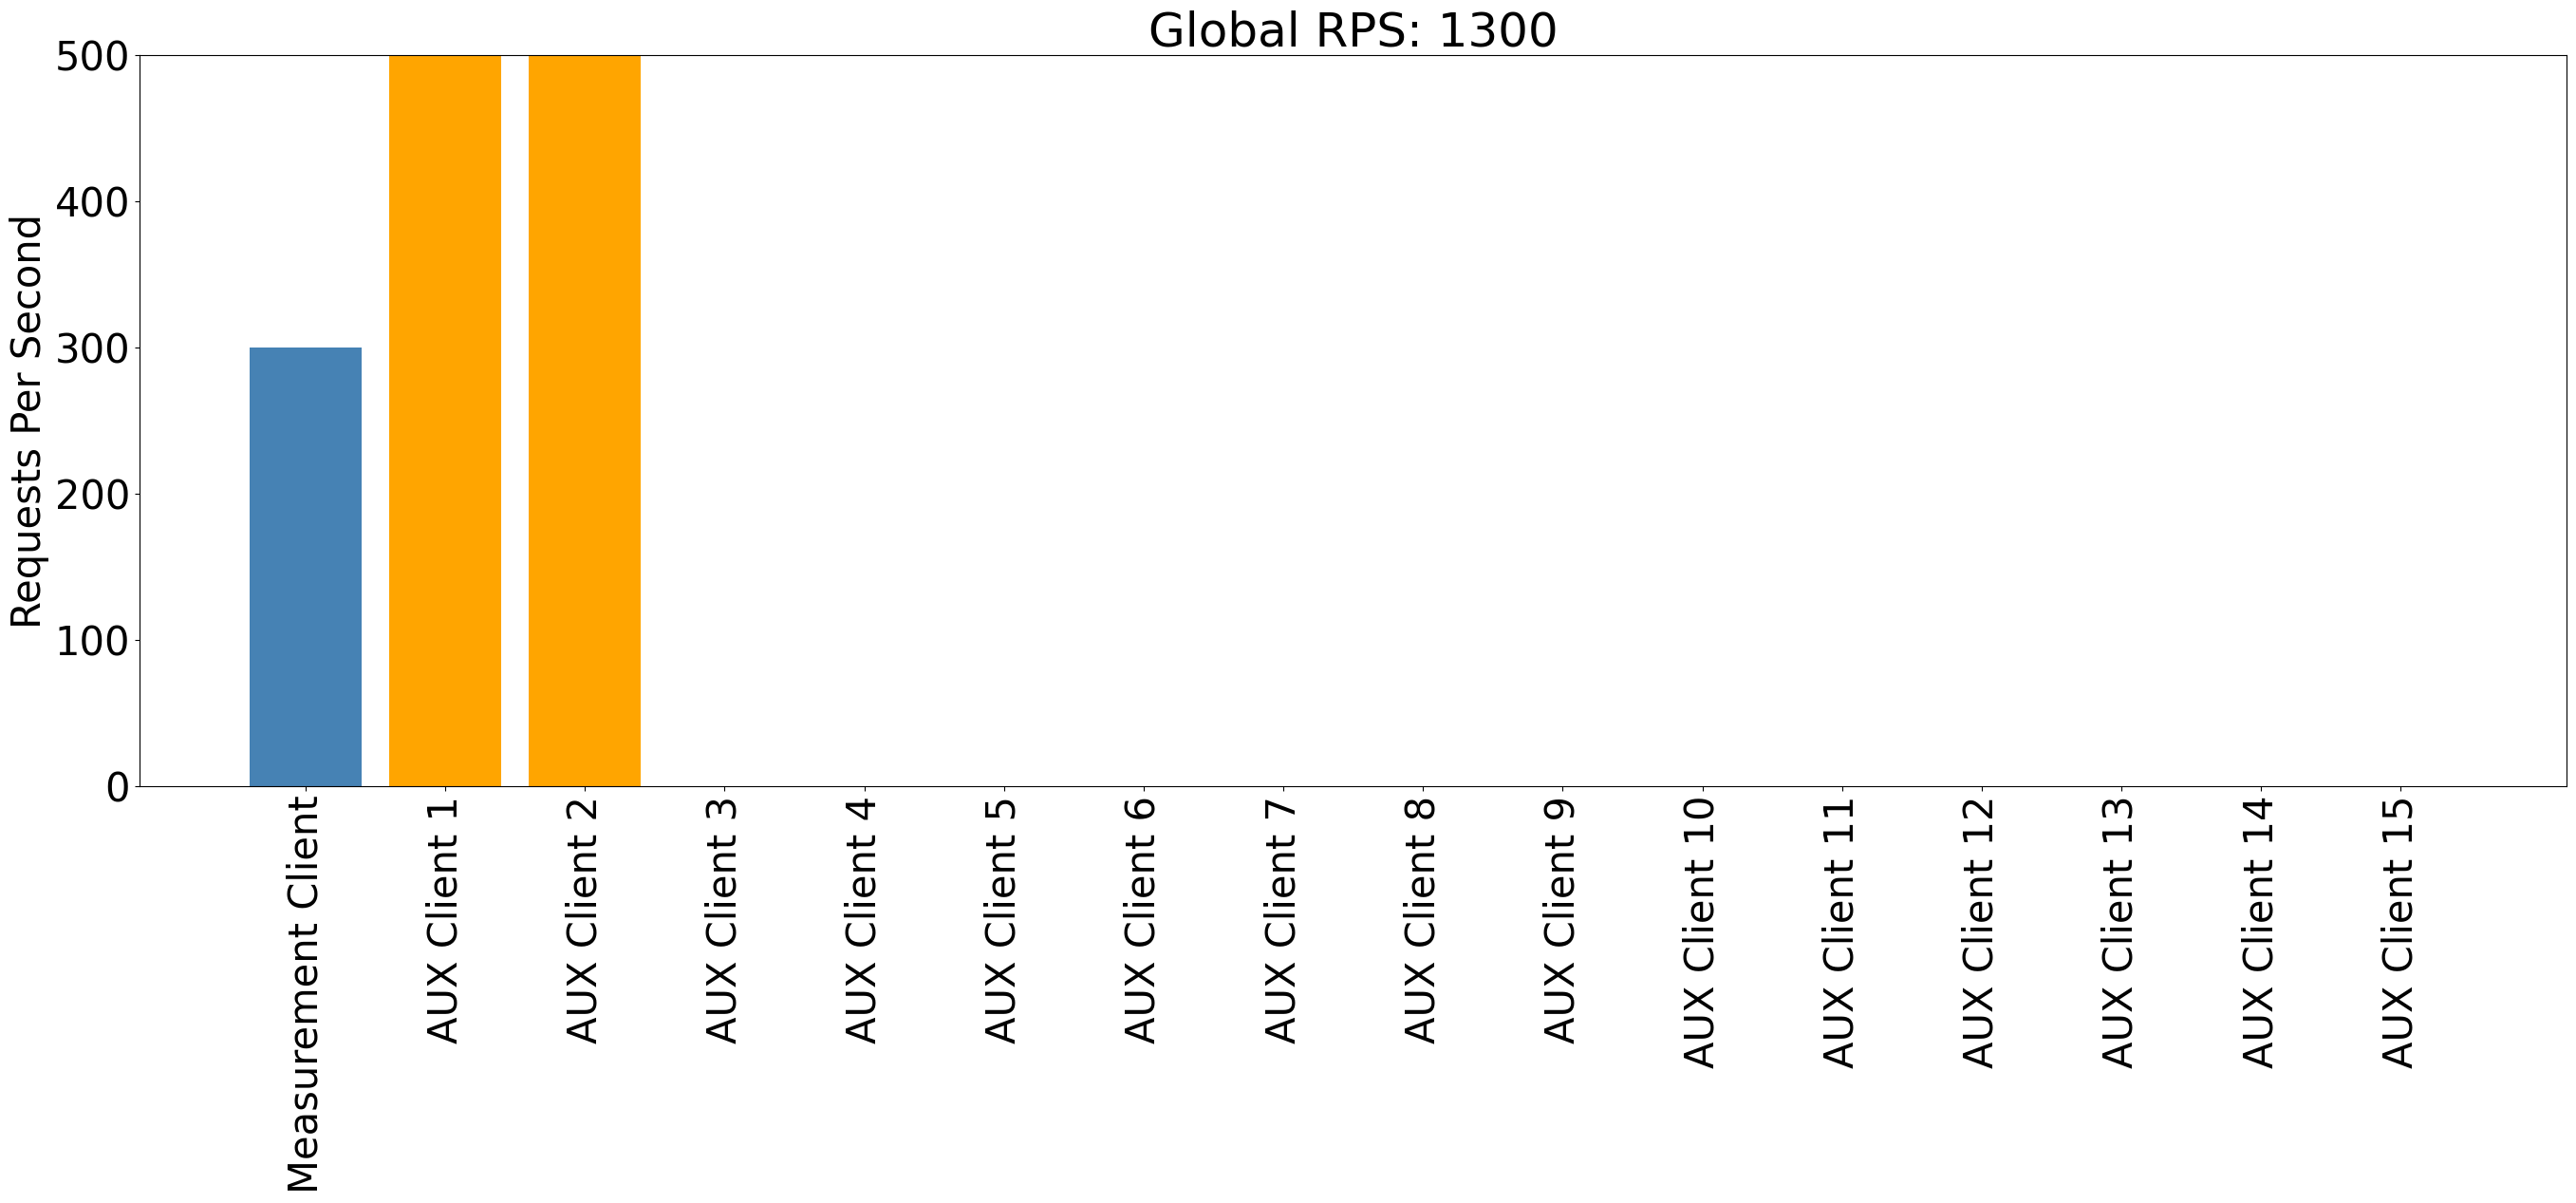 Global RPS: 1300
Requests Per Second
500
400
300
200
100
0
Measurement Client
AUX Client 1
AUX Client 2
AUX Client 3
AUX Client 4
AUX Client 5
AUX Client 6
AUX Client 7
AUX Client 8
AUX Client 9
AUX Client 10
AUX Client 11
AUX Client 12
AUX Client 13
AUX Client 14
AUX Client 15